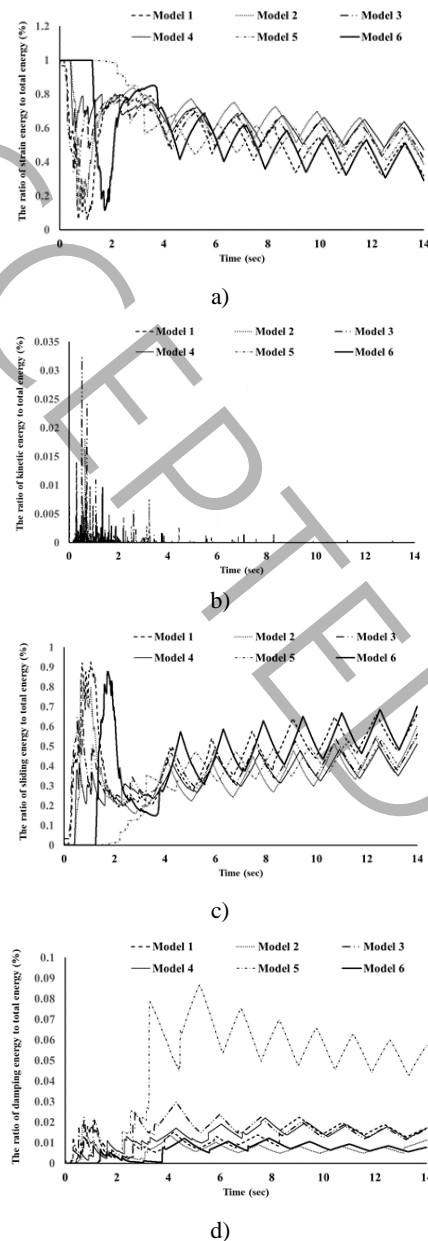 Model 1 Model 2 Model 3
Model 4 Model 5 Model 6
The ratio of strain energy to total energy (%)
1.2
1
0.8
0.6
0.4
0.2
0
0 2 4 6 8 10 12 14
Time (sec)
a)
Model 1 Model 2 Model 3
Model 4 Model 5 Model 6
The ratio of kinetic energy to total energy (%)
0.035
0.03
0.025
0.02
0.015
0.01
0.005
0
0 2 4 6 8 10 12 14
Time (sec)
b)
Model 1 Model 2 Model 3
Model 4 Model 5 Model 6
The ratio of sliding energy to total energy (%)
1
0.9
0.8
0.7
0.6
0.5
0.4
0.3
0.2
0.1
0
0 2 4 6 8 10 12 14
Time (sec)
c)
Model 1 Model 2 Model 3
Model 4 Model 5 Model 6
The ratio of damping energy to total energy (%)
0.1
0.09
0.08
0.07
0.06
0.05
0.04
0.03
0.02
0.01
0
0 2 4 6 8 10 12 14
Time (sec)
d)
CEPTED